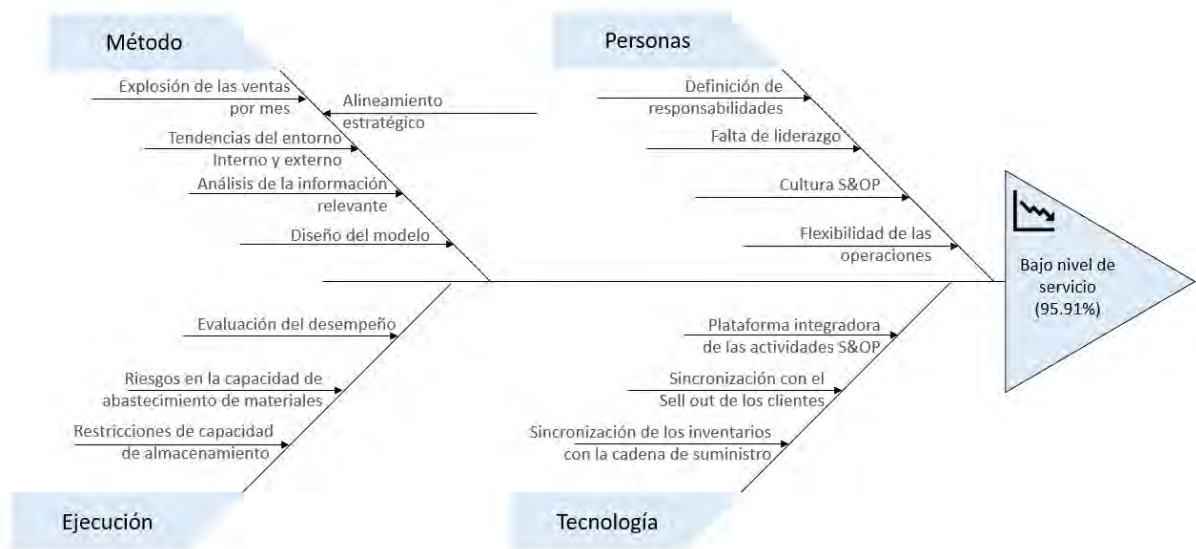 Método
Explosión de las ventas
por mes
Alineamiento
estratégico
Tendencias del entorno
Interno y externo
Análisis de la información
relevante
Diseño del modelo
Personas
Definición de
responsabilidades
Falta de liderazgo
Cultura S&OP
Flexibilidad de las
operaciones
Bajo nivel de
servicio
(95.91%)
Evaluación del desempeño
Riesgos en la capacidad de
abastecimiento de materiales
Restricciones de capacidad
de almacenamiento
Ejecución
Plataforma integradora
de las actividades S&OP
Sincronización con el
Sell out de los clientes
Sincronización de los inventarios
con la cadena de suministro
Tecnología